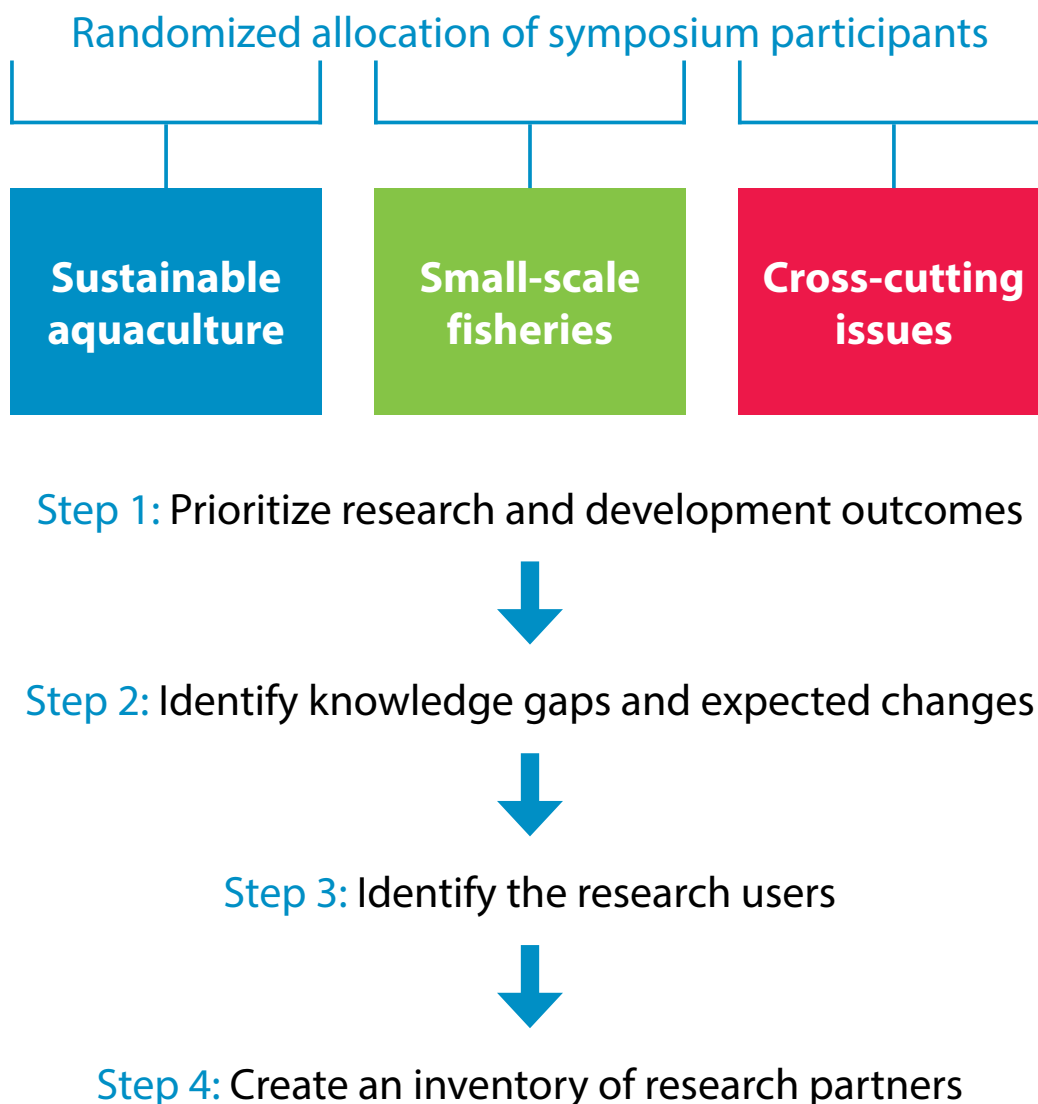 Randomized allocation of symposium participants
Sustainable
aquaculture
Small-scale
fisheries
Cross-cutting
issues
Step 1: Prioritize research and development outcomes
Step 2: Identify knowledge gaps and expected changes
Step 3: Identify the research users
Step 4: Create an inventory of research partners